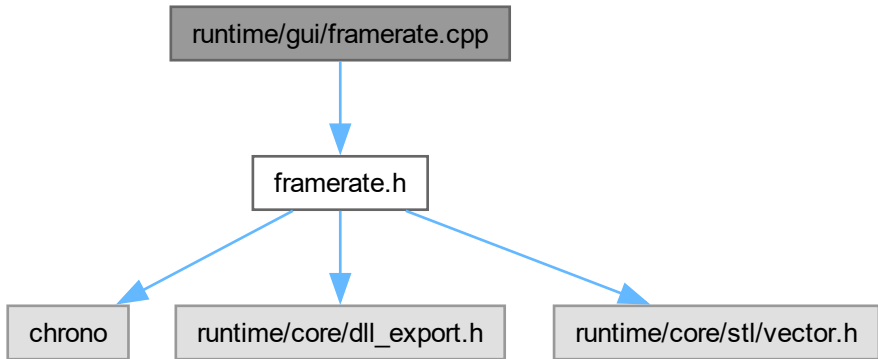 runtime/gui/framerate.cpp
framerate.h
chrono
runtime/core/dll_export.h
runtime/core/stl/vector.h